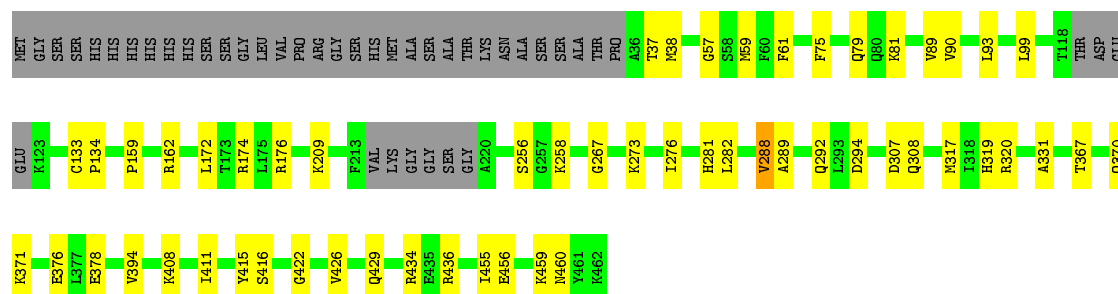 MET GLY SER SER HIS HIS HIS HIS HIS HIS SER SER GLY LEU VAL PRO ARG GLY SER HIS MET ALA SER ALA THR LYS ASN ALA SER SER ALA THR PRO A36 T37 M38 G57 S58 M59 F60 F61 F75 Q79 Q80 K81 V89 V90 L93 L99 T118 THR ASP GLU
GLU K123 C133 P134 P159 R162 L172 T173 R174 L175 R176 K209 F213 VAL LYS GLY GLY SER GLY A220 S256 G257 K258 G267 K273 I276 H281 L282 V288 A289 Q292 L293 D294 D307 Q308 M317 I318 H319 R320 A331 T367 Q370
K371 E376 L377 E378 V394 K408 I411 Y415 S416 G422 V426 Q429 R434 E435 R436 I455 E456 K459 N460 Y461 K462